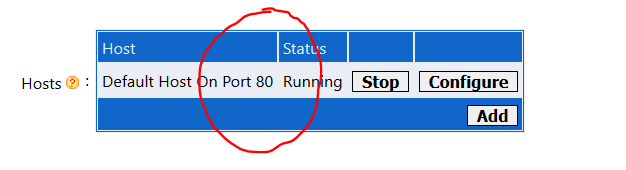 Host Status
Hosts ? : Default Host On Port 80 Running Stop Configure
Add